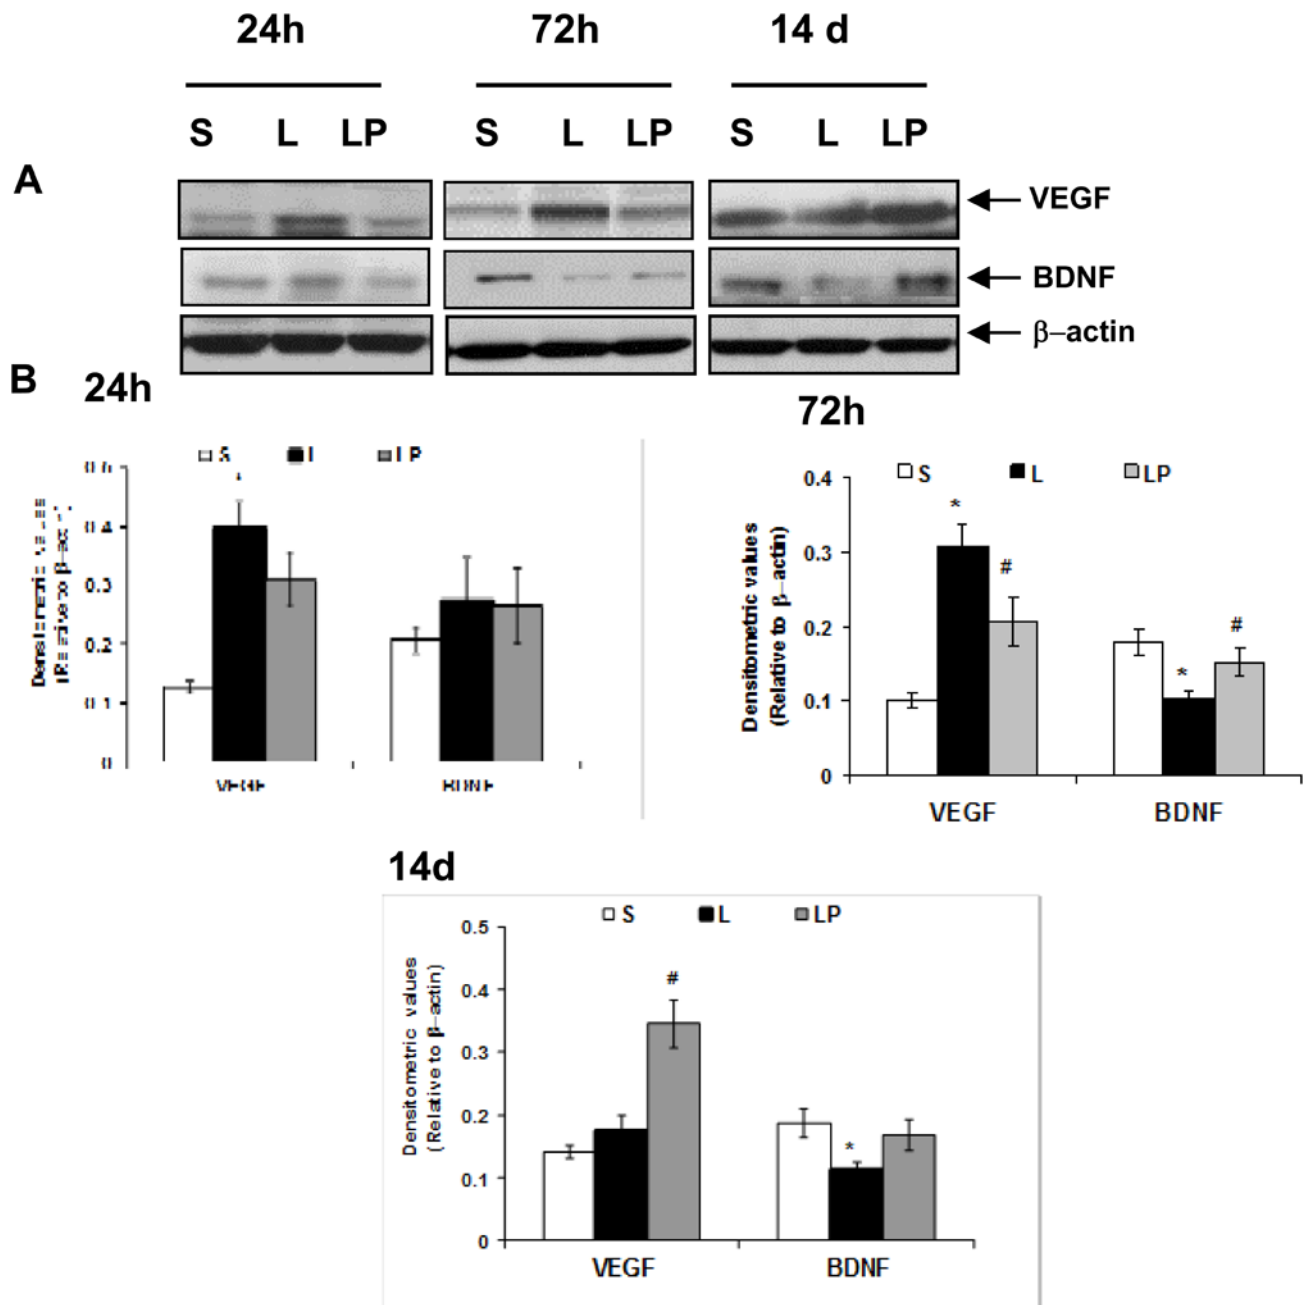 24h 72h 14 d
S L LP S L LP S L LP
A
VEGF
BDNF
β–actin
B 24h
S L LP
0.4
0.3
0.2
0.1
0
VEGF BDNF
72h
S L LP
Densitometric values
(Relative to β–actin)
0.4
0.3
0.2
0.1
0
*
#
*
#
VEGF BDNF
14d
S L LP
Densitometric values
(Relative to β–actin)
0.5
0.4
0.3
0.2
0.1
0
#
*
VEGF BDNF